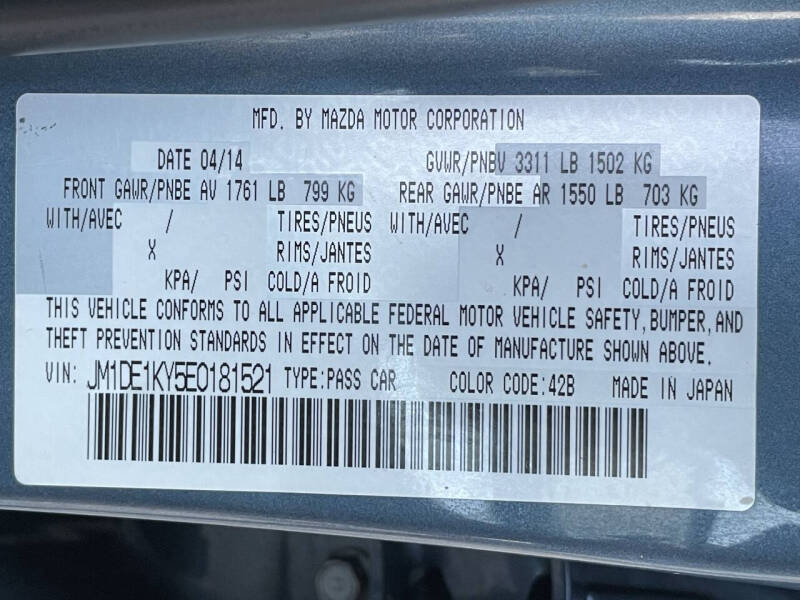 MFD. BY MAZDA MOTOR CORPORATION
DATE 04/14 GVWR/PNBV 3311 LB 1502 KG
FRONT GAWR/PNBE AV 1761 LB 799 KG REAR GAWR/PNBE AR 1550 LB 703 KG
WITH/AVEC / TIRES/PNEUS WITH/AVEC / TIRES/PNEUS
X RIMS/JANTES X RIMS/JANTES
KPA/ PSI COLD/A FROID KPA/ PSI COLD/A FROID
THIS VEHICLE CONFORMS TO ALL APPLICABLE FEDERAL MOTOR VEHICLE SAFETY, BUMPER, AND
THEFT PREVENTION STANDARDS IN EFFECT ON THE DATE OF MANUFACTURE SHOWN ABOVE.
VIN: JM1DE1KY5E0181521 TYPE:PASS CAR COLOR CODE:42B MADE IN JAPAN